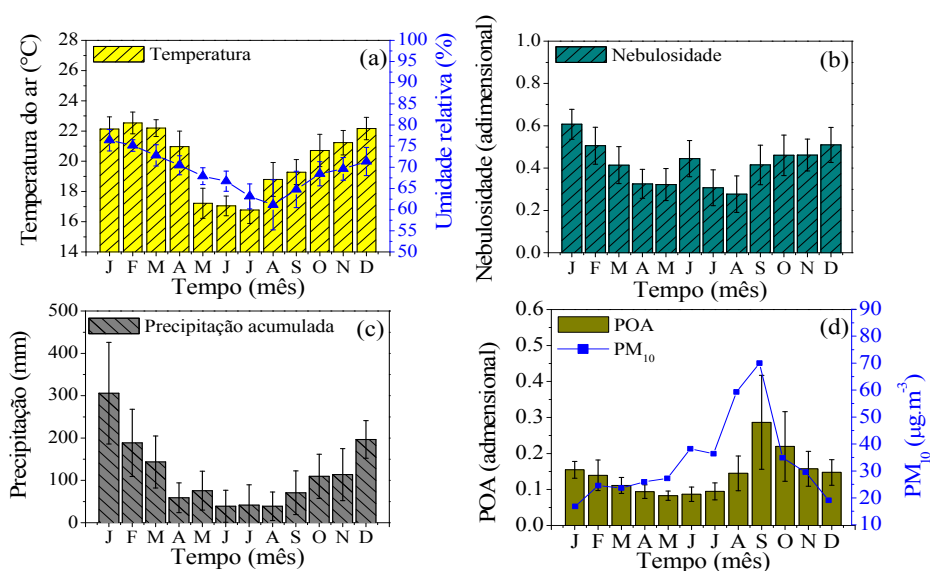 28
26
24
22
20
18
16
14
Temperatura do ar (°C)
Temperatura
(a)
100
95
90
85
80
75
70
65
60
55
50
Umidade relativa (%)
J F M A M J J A S O N D
Tempo (mês)
1.0
0.8
0.6
0.4
0.2
0.0
Nebulosidade (adimensional)
Nebulosidade
(b)
J F M A M J J A S O N D
Tempo (mês)
500
400
300
200
100
0
Precipitação (mm)
Precipitação acumulada
(c)
J F M A M J J A S O N D
Tempo (mês)
0.6
0.5
0.4
0.3
0.2
0.1
0.0
POA (admensional)
POA
PM10
(d)
90
80
70
60
50
40
30
20
10
PM10 (µg.m-3)
J F M A M J J A S O N D
Tempo (mês)